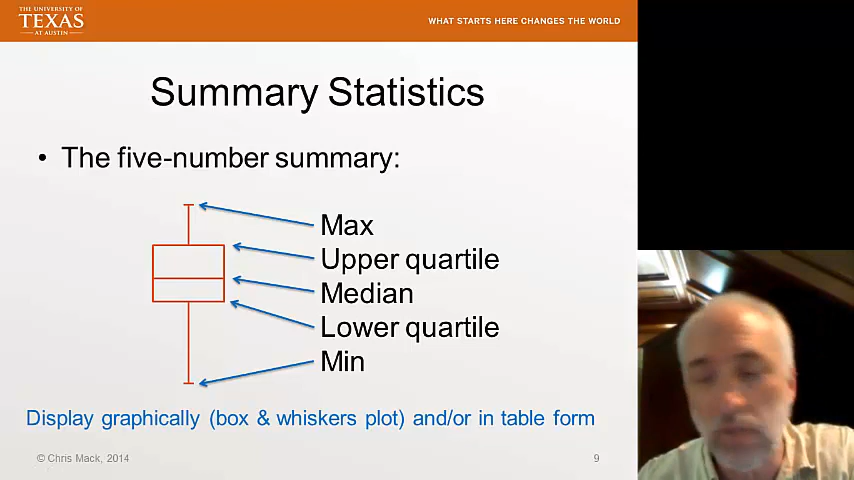 THE UNIVERSITY OF
TEXAS
AT AUSTIN
WHAT STARTS HERE CHANGES THE WORLD
Summary Statistics
• The five-number summary:
Max
Upper quartile
Median
Lower quartile
Min
Display graphically (box & whiskers plot) and/or in table form
© Chris Mack, 2014
9